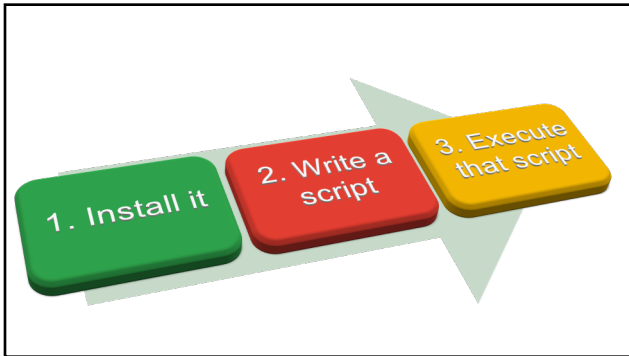 1. Install it
2. Write a
script
3. Execute
that script